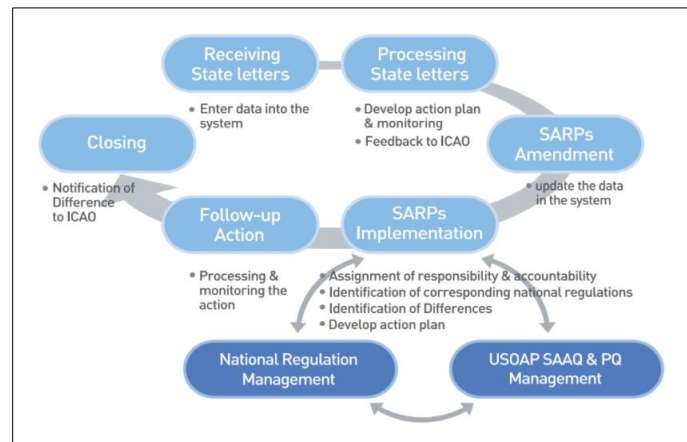 Receiving
State letters
• Enter data into the
system
Processing
State letters
• Develop action plan
& monitoring
• Feedback to ICAO
SARPs
Amendment
• update the data
in the system
SARPs
Implementation
• Assignment of responsibility & accountability
• Identification of corresponding national regulations
• Identification of Differences
• Develop action plan
Follow-up
Action
• Processing &
monitoring the
action
Closing
• Notification of
Difference
to ICAO
National Regulation
Management
USOAP SAAQ & PQ
Management